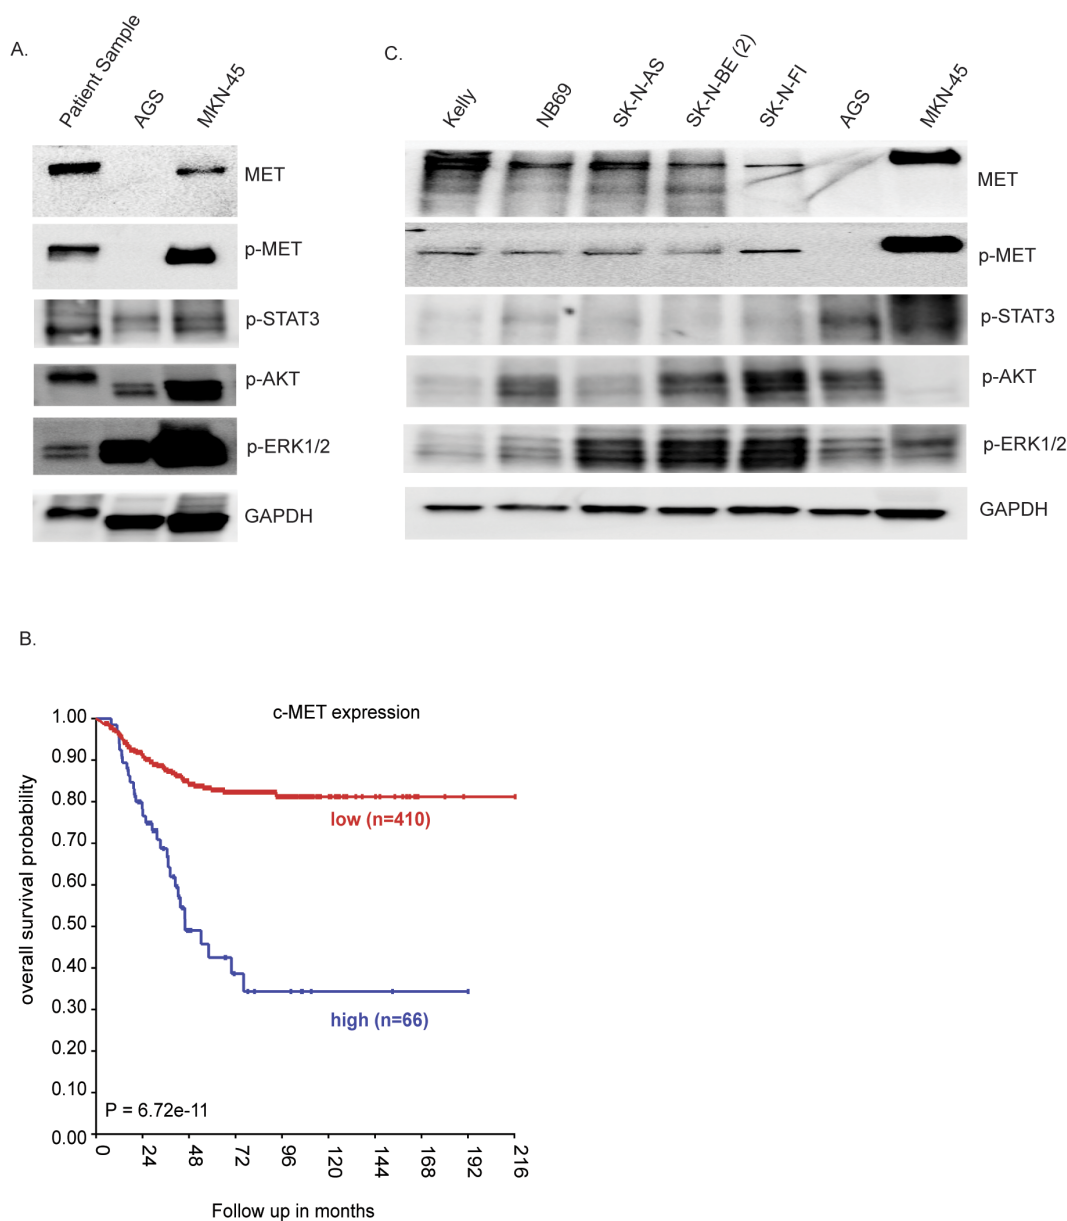 A.
Patient Sample
AGS
MKN-45
MET
p-MET
p-STAT3
p-AKT
p-ERK1/2
GAPDH
C.
Kelly
NB69
SK-N-AS
SK-N-BE (2)
SK-N-FI
AGS
MKN-45
MET
p-MET
p-STAT3
p-AKT
p-ERK1/2
GAPDH
B.
c-MET expression
overall survival probability
1.00
0.90
0.80
0.70
0.60
0.50
0.40
0.30
0.20
0.10
0.00
low (n=410)
high (n=66)
P = 6.72e-11
0
24
48
72
96
120
144
168
192
216
Follow up in months